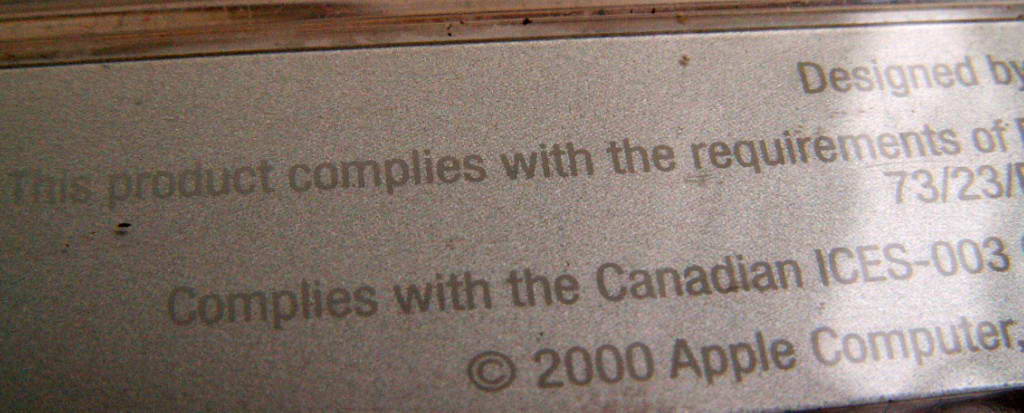 Designed by
This product complies with the requirements of
73/23/
Complies with the Canadian ICES-003
© 2000 Apple Computer,